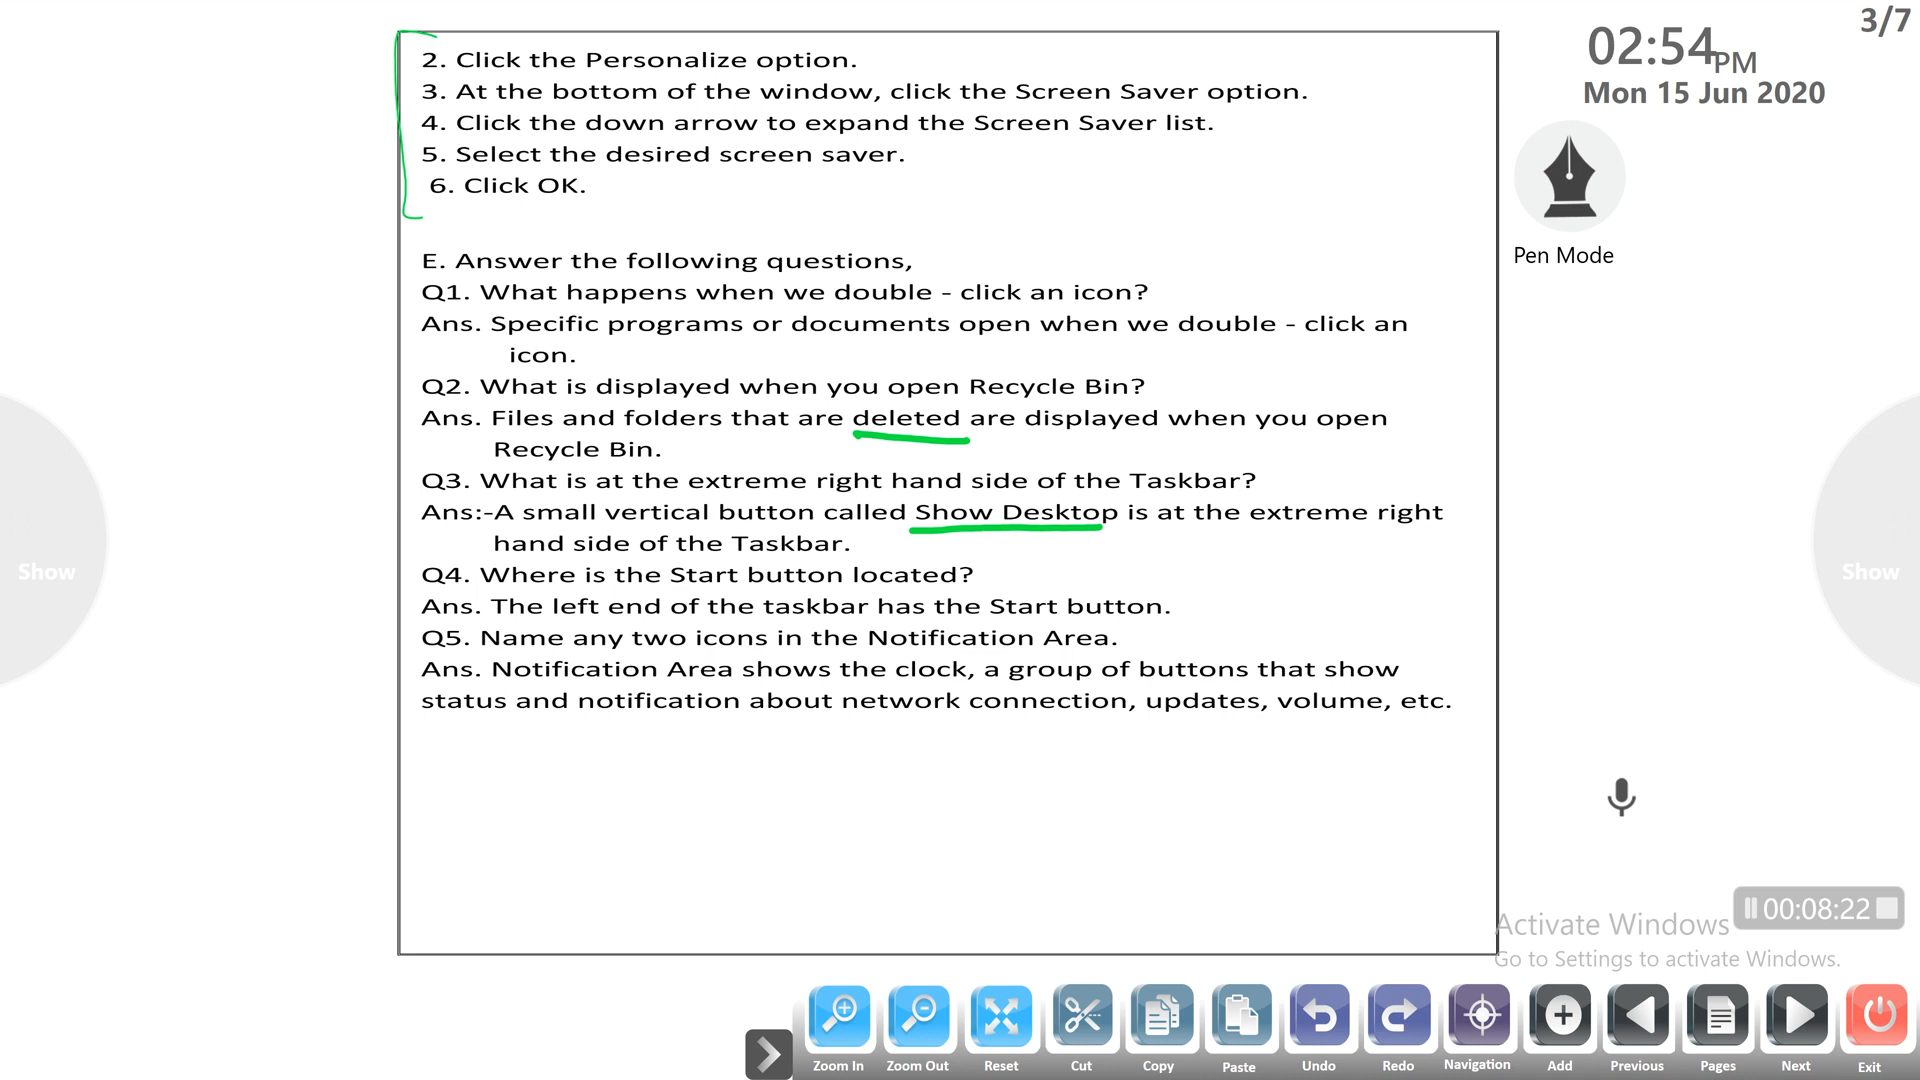 3/7
02:54PM
Mon 15 Jun 2020
2. Click the Personalize option.
3. At the bottom of the window, click the Screen Saver option.
4. Click the down arrow to expand the Screen Saver list.
5. Select the desired screen saver.
6. Click OK.
Pen Mode
E. Answer the following questions,
Q1. What happens when we double - click an icon?
Ans. Specific programs or documents open when we double - click an
icon.
Q2. What is displayed when you open Recycle Bin?
Ans. Files and folders that are deleted are displayed when you open
Recycle Bin.
Q3. What is at the extreme right hand side of the Taskbar?
Ans:-A small vertical button called Show Desktop is at the extreme right
hand side of the Taskbar.
Q4. Where is the Start button located?
Ans. The left end of the taskbar has the Start button.
Q5. Name any two icons in the Notification Area.
Ans. Notification Area shows the clock, a group of buttons that show
status and notification about network connection, updates, volume, etc.
Show
Show
00:08:22
Activate Windows
Go to Settings to activate Windows.
Zoom In Zoom Out Reset Cut Copy Paste Undo Redo Navigation Add Previous Pages Next Exit